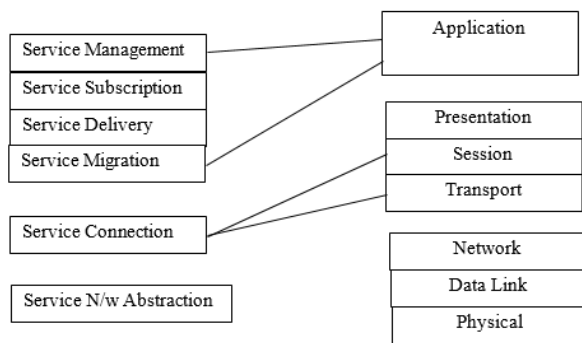 Service Management
Service Subscription
Service Delivery
Service Migration
Service Connection
Service N/w Abstraction
Application
Presentation
Session
Transport
Network
Data Link
Physical